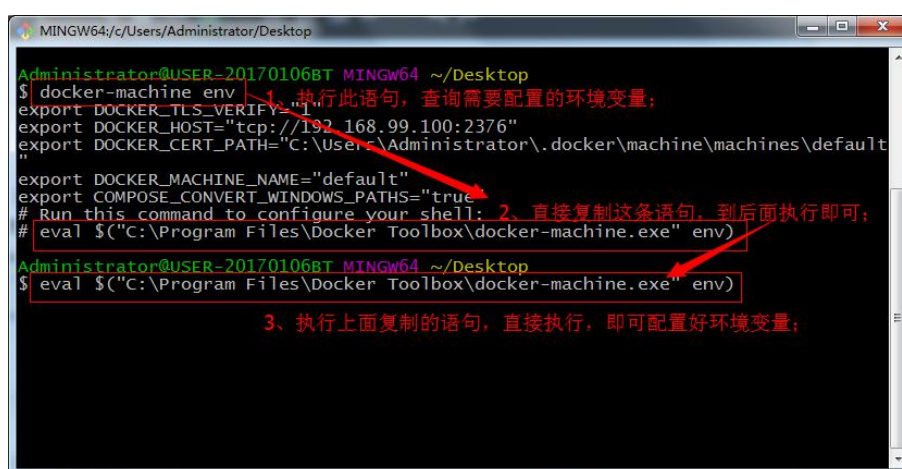 MINGW64:/c/Users/Administrator/Desktop
Administrator@USER-20170106BT MINGW64 ~/Desktop
$ docker-machine env
1、执行此语句，查询需要配置的环境变量；
export DOCKER_TLS_VERIFY="1"
export DOCKER_HOST="tcp://192.168.99.100:2376"
export DOCKER_CERT_PATH="C:\Users\Administrator\.docker\machine\machines\default
"
export DOCKER_MACHINE_NAME="default"
export COMPOSE_CONVERT_WINDOWS_PATHS="true"
# Run this command to configure your shell:
2、直接复制这条语句，到后面执行即可；
# eval $("C:\Program Files\Docker Toolbox\docker-machine.exe" env)
Administrator@USER-20170106BT MINGW64 ~/Desktop
$ eval $("C:\Program Files\Docker Toolbox\docker-machine.exe" env)
3、执行上面复制的语句，直接执行，即可配置好环境变量；